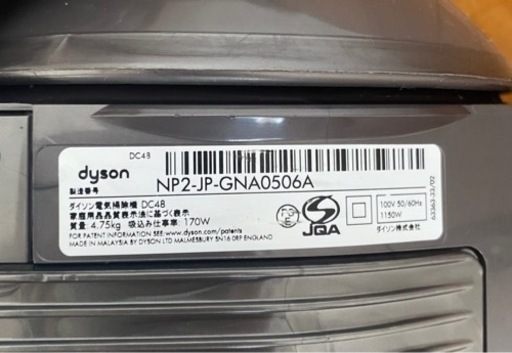 DC48
dyson
製造番号
NP2-JP-GNA0506A
ダイソン電気掃除機 DC48
家庭用品品質表示法に基づく表示
質量: 4.75kg 吸込み仕事率: 170W
FOR PATENT INFORMATION SEE:www.dyson/patents
MADE IN MALAYSIA BY DYSON LTD MALMESBURY SN16 0RP ENGLAND
JQA
100V 50/60Hz
1150W
ダイソン株式会社
63363-33/02